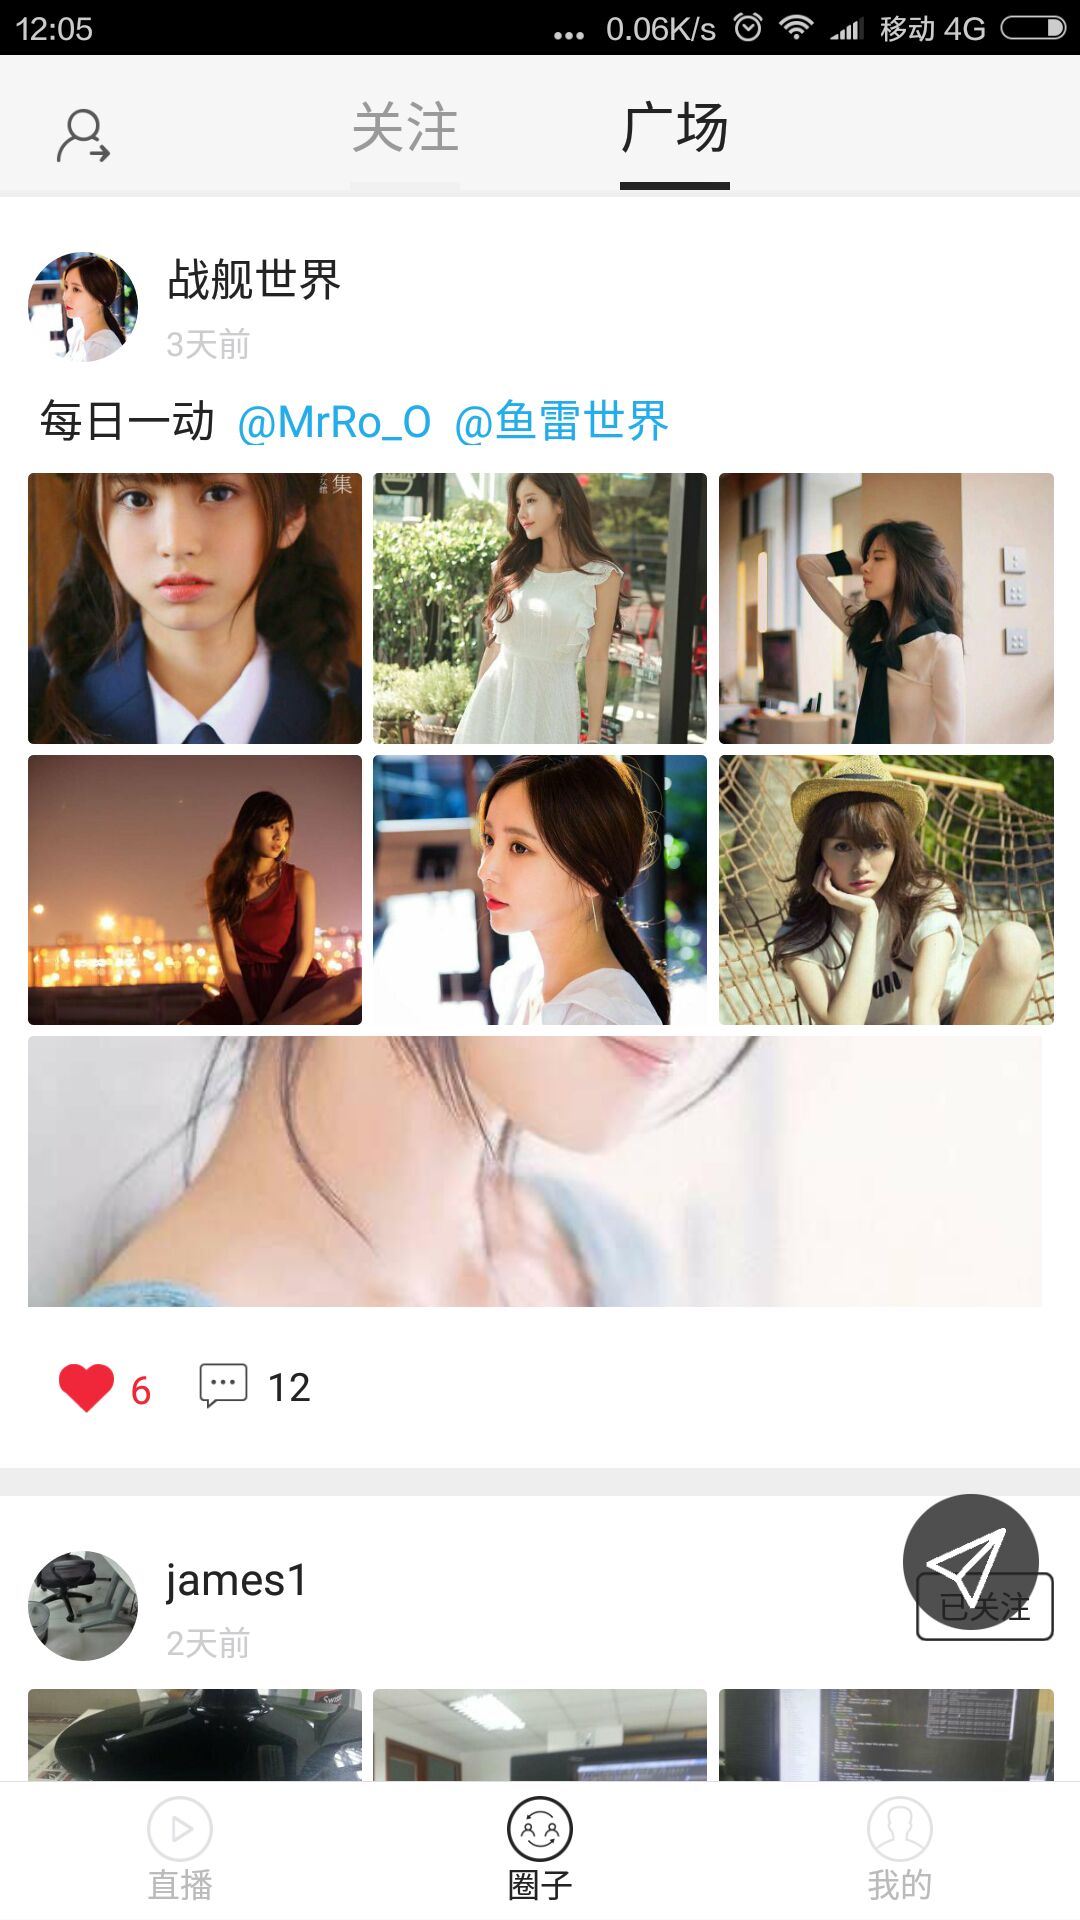 12:05 ... 0.06K/s 移动 4G
关注 广场
战舰世界
3天前
每日一动 @MrRo_O @鱼雷世界
集
6 12
james1
已关注
2天前
直播 圈子 我的